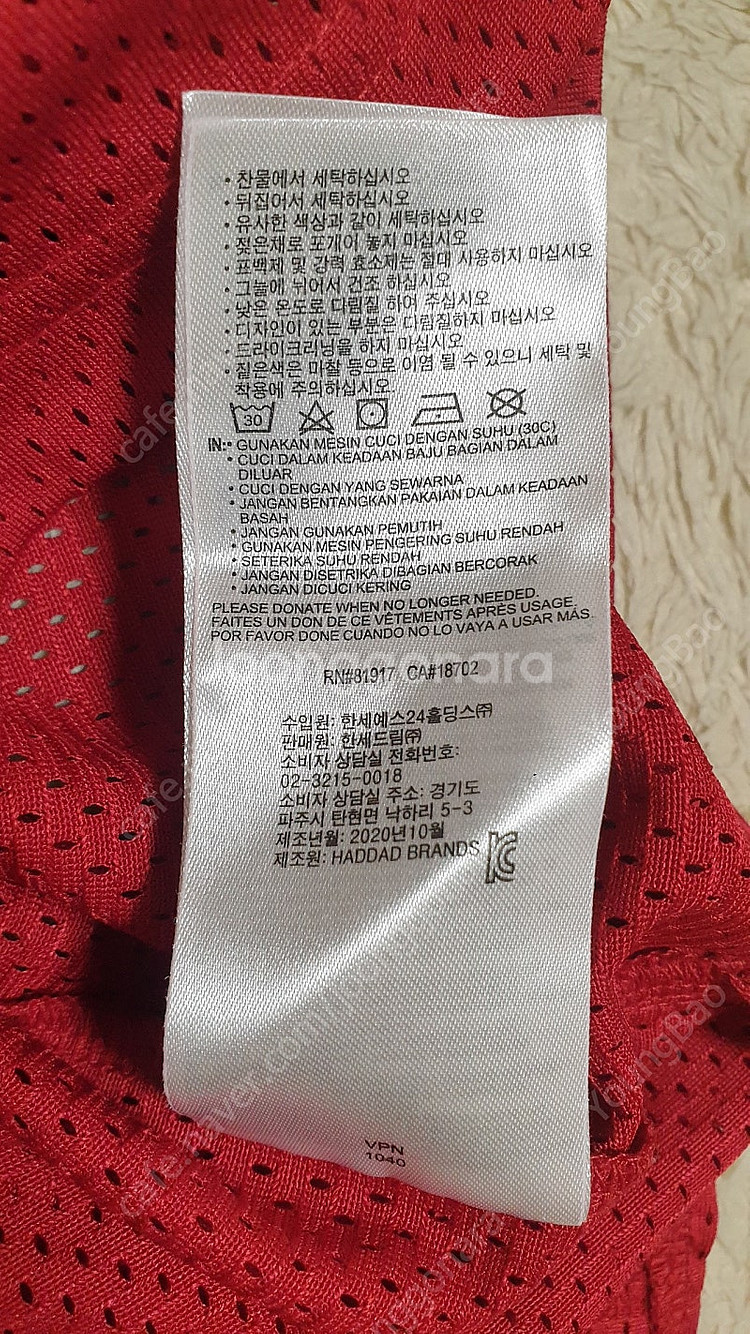 • 찬물에서 세탁하십시오
• 뒤집어서 세탁하십시오
• 유사한 색상과 같이 세탁하십시오
• 젖은채로 포개어 놓지 마십시오
• 표백제 및 강력 효소제는 절대 사용하지 마십시오
• 그늘에 뉘어서 건조 하십시오
• 낮은 온도로 다림질 하여 주십시오
• 디자인이 있는 부분은 다림질하지 마십시오
• 드라이크리닝을 하지 마십시오
• 짙은색은 마찰 등으로 이염 될 수 있으니 세탁 및
착용에 주의하십시오
30
IN:• GUNAKAN MESIN CUCI DENGAN SUHU (30C)
• CUCI DALAM KEADAAN BAJU BAGIAN DALAM
DILUAR
• CUCI DENGAN YANG SEWARNA
• JANGAN BENTANGKAN PAKAIAN DALAM KEADAAN
BASAH
• JANGAN GUNAKAN PEMUTIH
• GUNAKAN MESIN PENGERING SUHU RENDAH
• SETERIKA SUHU RENDAH
• JANGAN DISETRIKA DIBAGIAN BERCORAK
• JANGAN DICUCI KERING
PLEASE DONATE WHEN NO LONGER NEEDED.
FAITES UN DON DE CE VÊTEMENTS APRÈS USAGE.
POR FAVOR DONE CUANDO NO LO VAYA A USAR MÁS.
joonggonara
RN#81917 CA#18702
수입원: 한세예스24홀딩스㈜
판매원: 한세드림㈜
소비자 상담실 전화번호:
02-3215-0018
소비자 상담실 주소: 경기도
파주시 탄현면 낙하리 5-3
제조년월: 2020년10월
제조원: HADDAD BRANDS
VPN
1040
YoungBao
YoungBao